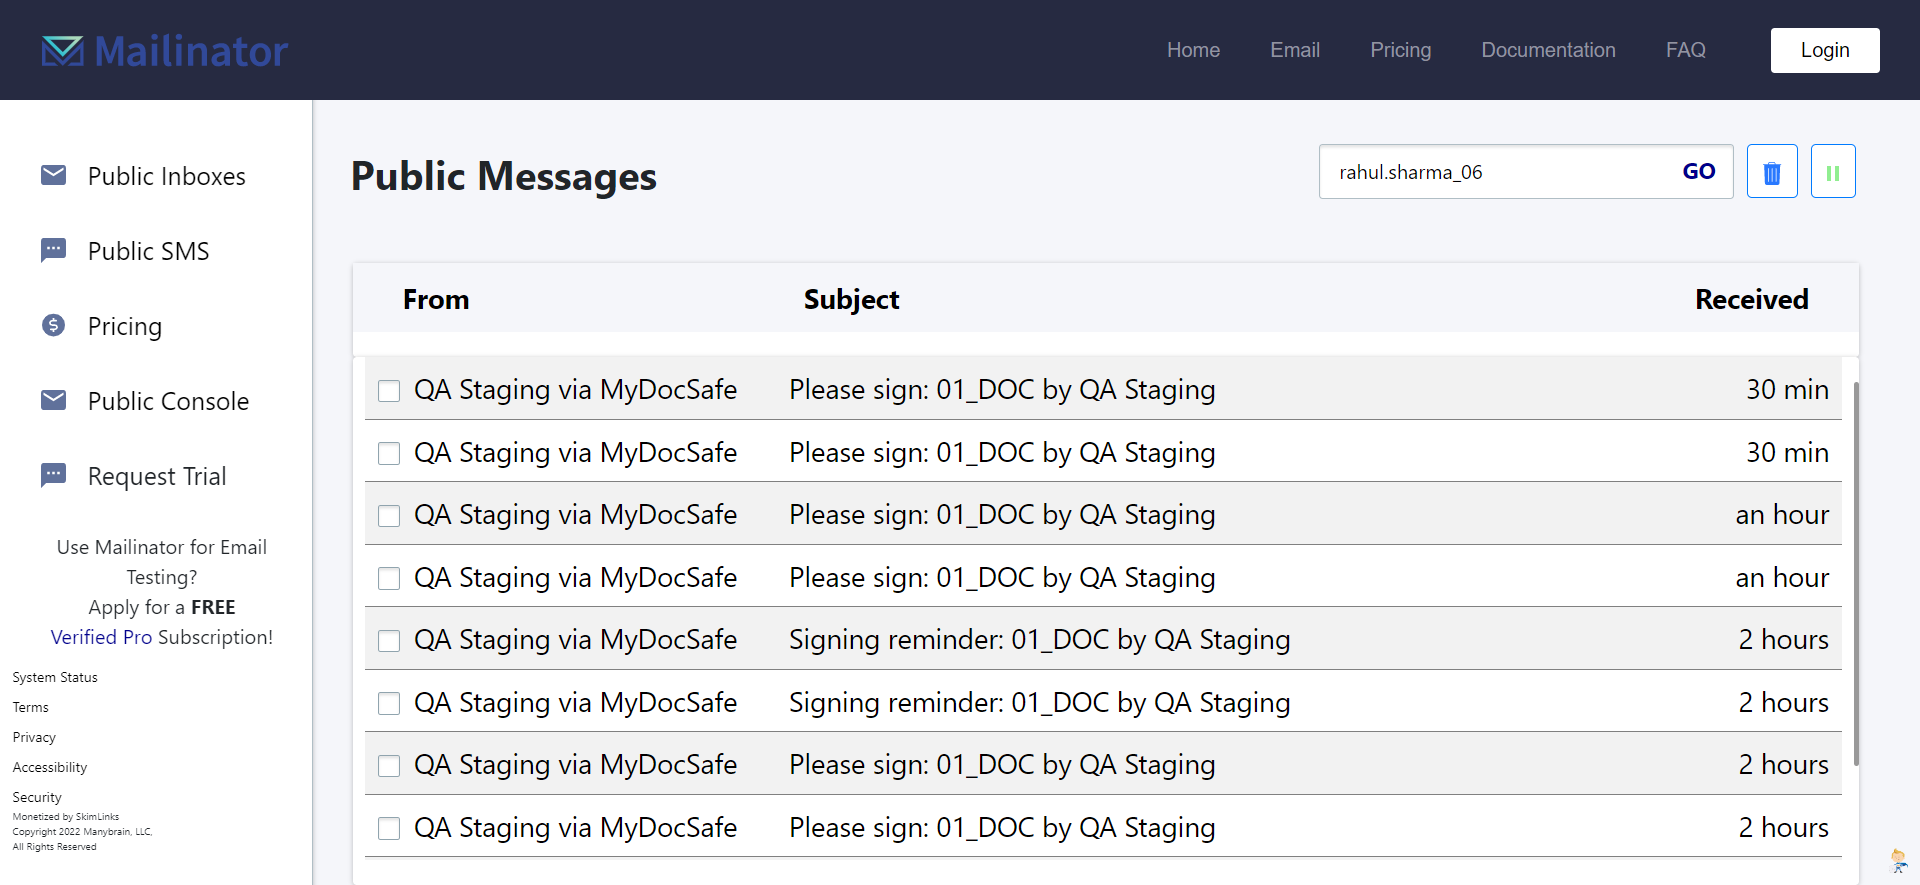 Mailinator
Home Email Pricing Documentation FAQ Login
Public Inboxes
Public SMS
Pricing
Public Console
Request Trial
Use Mailinator for Email
Testing?
Apply for a FREE
Verified Pro Subscription!
System Status
Terms
Privacy
Accessibility
Security
Monetized by SkimLinks
Copyright 2022 Manybrain, LLC,
All Rights Reserved
Public Messages
rahul.sharma_06 GO
From Subject Received
QA Staging via MyDocSafe Please sign: 01_DOC by QA Staging 30 min
QA Staging via MyDocSafe Please sign: 01_DOC by QA Staging 30 min
QA Staging via MyDocSafe Please sign: 01_DOC by QA Staging an hour
QA Staging via MyDocSafe Please sign: 01_DOC by QA Staging an hour
QA Staging via MyDocSafe Signing reminder: 01_DOC by QA Staging 2 hours
QA Staging via MyDocSafe Signing reminder: 01_DOC by QA Staging 2 hours
QA Staging via MyDocSafe Please sign: 01_DOC by QA Staging 2 hours
QA Staging via MyDocSafe Please sign: 01_DOC by QA Staging 2 hours